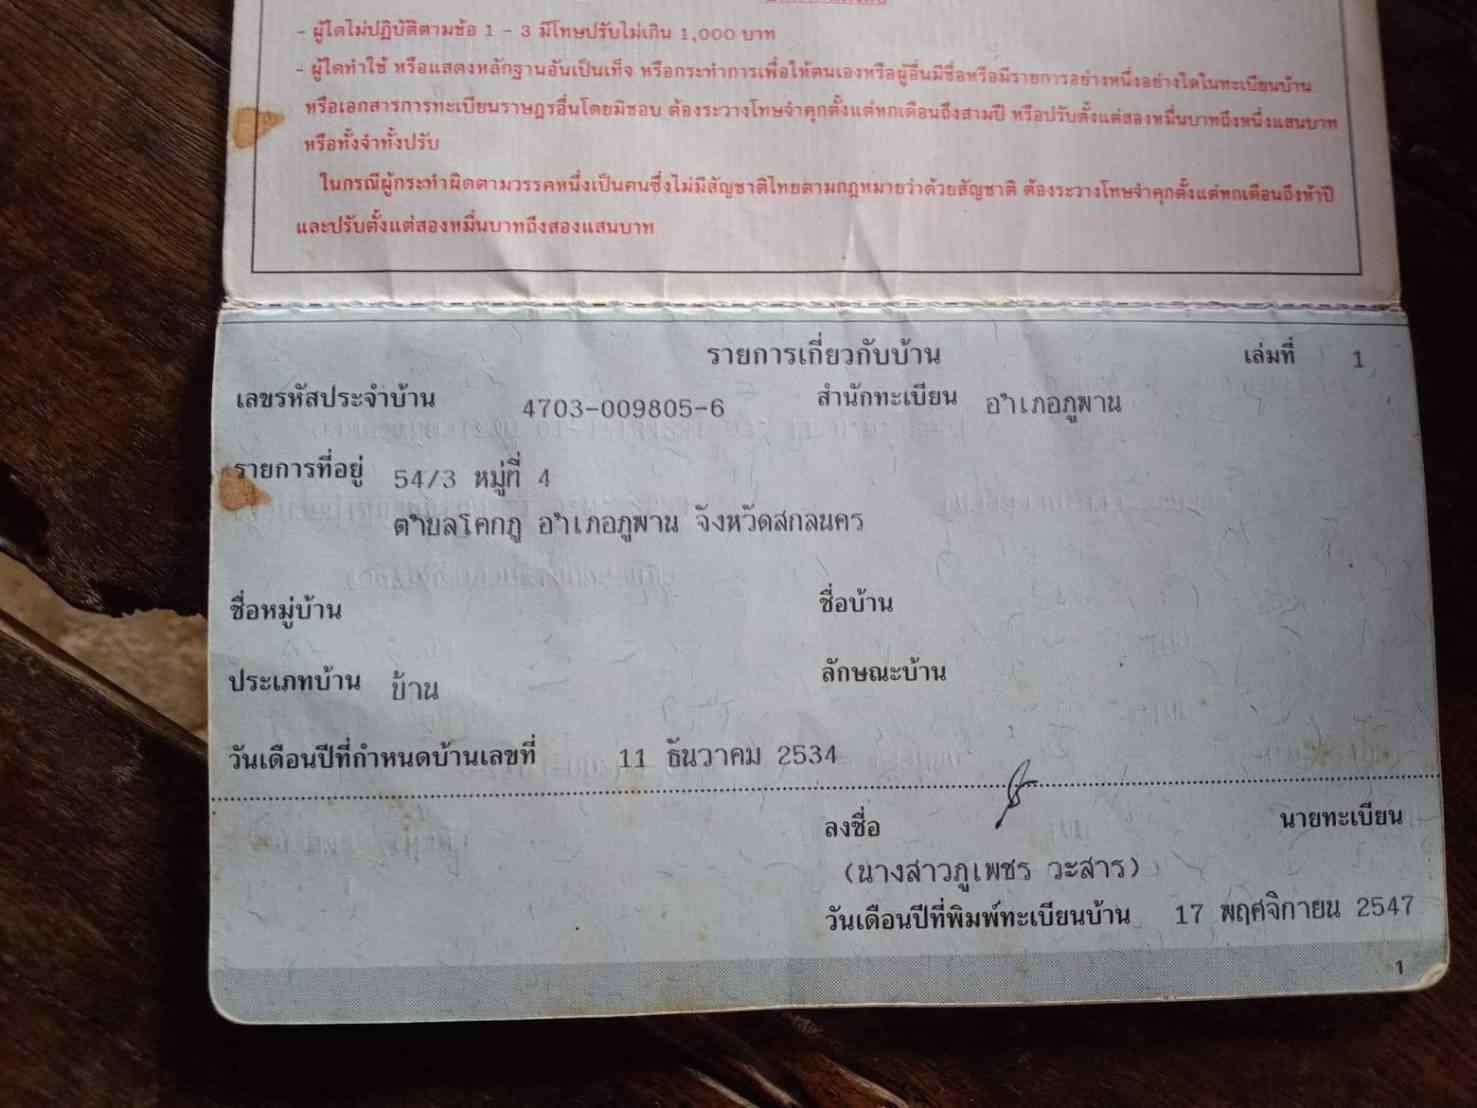 - ผู้ใดไม่ปฏิบัติตามข้อ 1 - 3 มีโทษปรับไม่เกิน 1,000 บาท
- ผู้ใดทำใช้ หรือแสดงหลักฐานอันเป็นเท็จ หรือกระทำการเพื่อให้ตนเองหรือผู้อื่นมีชื่อหรือมีรายการอย่างหนึ่งอย่างใดในทะเบียนบ้าน
หรือเอกสารการทะเบียนราษฎรอื่นโดยมิชอบ ต้องระวางโทษจำคุกตั้งแต่หกเดือนถึงสามปี หรือปรับตั้งแต่สองหมื่นบาทถึงหนึ่งแสนบาท
หรือทั้งจำทั้งปรับ
ในกรณีผู้กระทำผิดตามวรรคหนึ่งเป็นคนซึ่งไม่มีสัญชาติไทยตามกฎหมายว่าด้วยสัญชาติ ต้องระวางโทษจำคุกตั้งแต่หกเดือนถึงห้าปี
และปรับตั้งแต่สองหมื่นบาทถึงสองแสนบาท
รายการเกี่ยวกับบ้าน เล่มที่ 1
เลขรหัสประจำบ้าน 4703-009805-6 สำนักทะเบียน อำเภอภูพาน
รายการที่อยู่ 54/3 หมู่ที่ 4
ตำบลโคกภู อำเภอภูพาน จังหวัดสกลนคร
ชื่อหมู่บ้าน ชื่อบ้าน
ประเภทบ้าน บ้าน ลักษณะบ้าน
วันเดือนปีที่กำหนดบ้านเลขที่ 11 ธันวาคม 2534
ลงชื่อ นายทะเบียน
(นางสาวภูเพชร วะสาร)
วันเดือนปีที่พิมพ์ทะเบียนบ้าน 17 พฤศจิกายน 2547
1